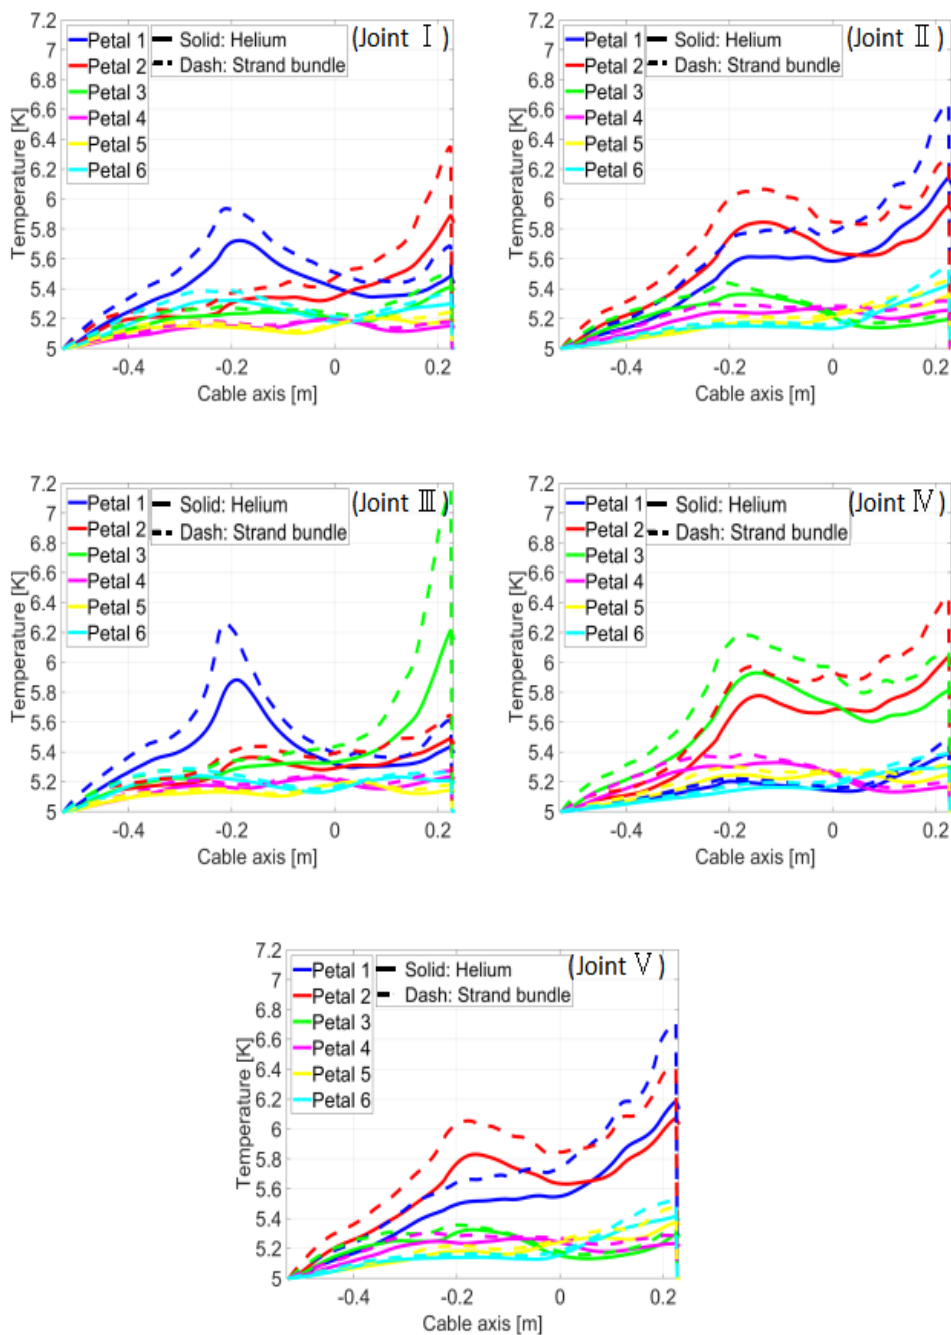 7.2
7
6.8
6.6
6.4
6.2
6
5.8
5.6
5.4
5.2
5
Temperature [K]
Petal 1
Petal 2
Petal 3
Petal 4
Petal 5
Petal 6
Solid: Helium
Dash: Strand bundle
(Joint Ⅰ)
-0.4 -0.2 0 0.2
Cable axis [m]
7.2
7
6.8
6.6
6.4
6.2
6
5.8
5.6
5.4
5.2
5
Temperature [K]
Petal 1
Petal 2
Petal 3
Petal 4
Petal 5
Petal 6
Solid: Helium
Dash: Strand bundle
(Joint Ⅱ)
-0.4 -0.2 0 0.2
Cable axis [m]
7.2
7
6.8
6.6
6.4
6.2
6
5.8
5.6
5.4
5.2
5
Temperature [K]
Petal 1
Petal 2
Petal 3
Petal 4
Petal 5
Petal 6
Solid: Helium
Dash: Strand bundle
(Joint Ⅲ)
-0.4 -0.2 0 0.2
Cable axis [m]
7.2
7
6.8
6.6
6.4
6.2
6
5.8
5.6
5.4
5.2
5
Temperature [K]
Petal 1
Petal 2
Petal 3
Petal 4
Petal 5
Petal 6
Solid: Helium
Dash: Strand bundle
(Joint Ⅳ)
-0.4 -0.2 0 0.2
Cable axis [m]
7.2
7
6.8
6.6
6.4
6.2
6
5.8
5.6
5.4
5.2
5
Temperature [K]
Petal 1
Petal 2
Petal 3
Petal 4
Petal 5
Petal 6
Solid: Helium
Dash: Strand bundle
(Joint Ⅴ)
-0.4 -0.2 0 0.2
Cable axis [m]